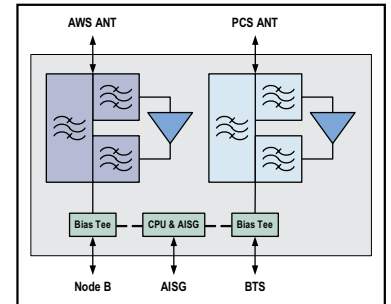 AWS ANT PCS ANT
Bias Tee CPU & AISG Bias Tee
Node B AISG BTS